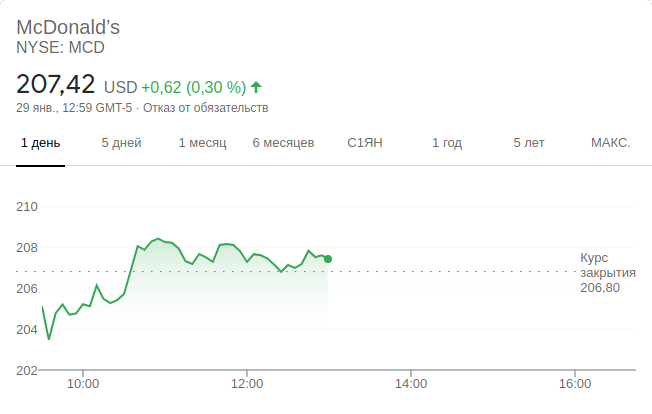 McDonald’s
NYSE: MCD
207,42 USD +0,62 (0,30 %)
29 янв., 12:59 GMT-5 · Отказ от обязательств
1 день 5 дней 1 месяц 6 месяцев С1ЯН 1 год 5 лет МАКС.
210
208
206
204
202
Курс
закрытия
206,80
10:00 12:00 14:00 16:00